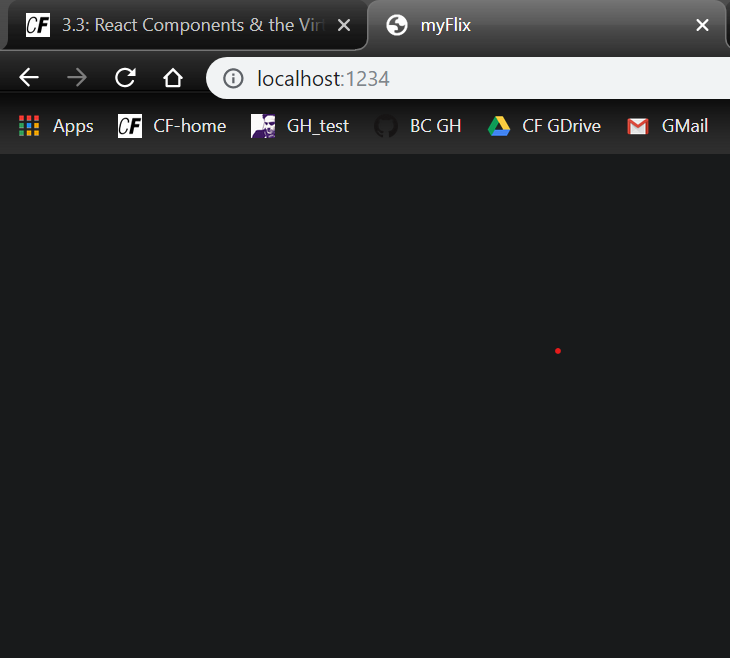 CF 3.3: React Components & the Virt myFlix
localhost:1234
Apps CF CF-home GH_test BC GH CF GDrive GMail